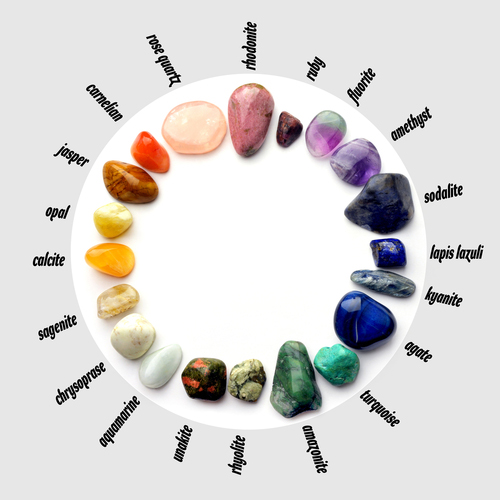 rhodonite
ruby
fluorite
amethyst
sodalite
lapis lazuli
kyanite
agate
turquoise
amazonite
rhyolite
unakite
aquamarine
chrysoprase
sagenite
calcite
opal
jasper
carnelian
rose quartz